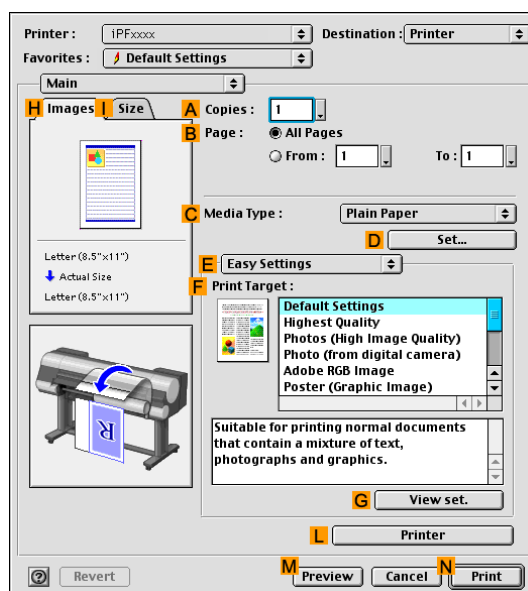 Printer : iPFxxxx Destination : Printer
Favorites : Default Settings
Main
H Images I Size A Copies : 1
B Page : All Pages
From : 1 To : 1
C Media Type : Plain Paper
D Set...
Letter (8.5"x11")
Actual Size
Letter (8.5"x11")
E Easy Settings
F Print Target :
Default Settings
Highest Quality
Photos (High Image Quality)
Photo (from digital camera)
Adobe RGB Image
Poster (Graphic Image)
R
Suitable for printing normal documents
that contain a mixture of text,
photographs and graphics.
G View set.
L Printer
? Revert M Preview Cancel N Print